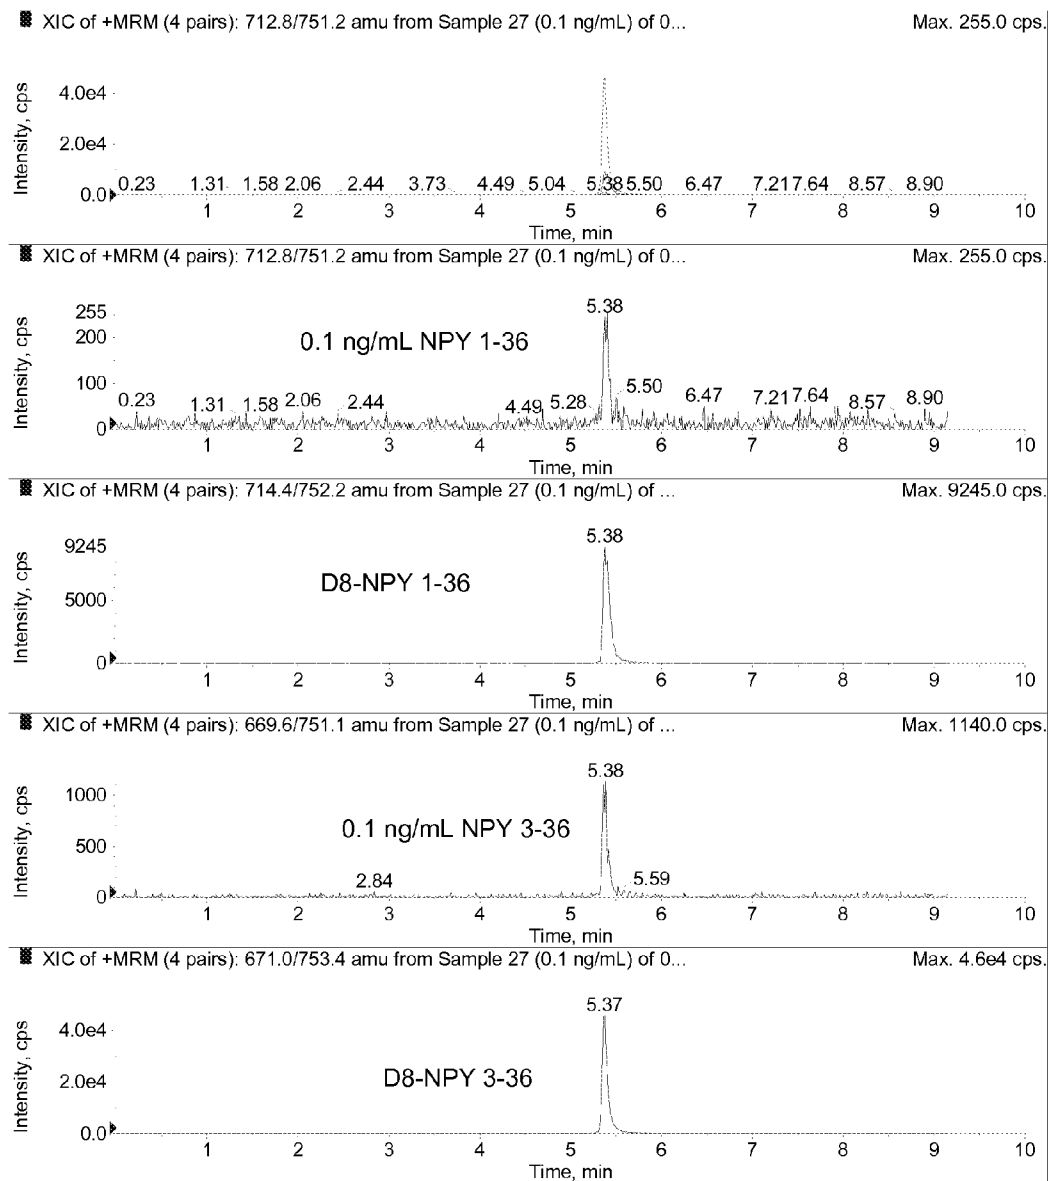 XIC of +MRM (4 pairs): 712.8/751.2 amu from Sample 27 (0.1 ng/mL) of 0... Max. 255.0 cps.
Intensity, cps
4.0e4
2.0e4
0.0
0.23 1.31 1.58 2.06 2.44 3.73 4.49 5.04 5.38 5.50 6.47 7.21 7.64 8.57 8.90
1 2 3 4 5 6 7 8 9 10
Time, min
XIC of +MRM (4 pairs): 712.8/751.2 amu from Sample 27 (0.1 ng/mL) of 0... Max. 255.0 cps.
Intensity, cps
5.38
255
200
0.1 ng/mL NPY 1-36
100
0.23 1.31 1.58 2.06 2.44 4.49 5.28 5.50 6.47 7.21 7.64 8.57 8.90
0
1 2 3 4 5 6 7 8 9 10
Time, min
XIC of +MRM (4 pairs): 714.4/752.2 amu from Sample 27 (0.1 ng/mL) of ... Max. 9245.0 cps.
Intensity, cps
5.38
9245
D8-NPY 1-36
5000
0
1 2 3 4 5 6 7 8 9 10
Time, min
XIC of +MRM (4 pairs): 669.6/751.1 amu from Sample 27 (0.1 ng/mL) of ... Max. 1140.0 cps.
Intensity, cps
5.38
1000
0.1 ng/mL NPY 3-36
500
2.84 5.59
0
1 2 3 4 5 6 7 8 9 10
Time, min
XIC of +MRM (4 pairs): 671.0/753.4 amu from Sample 27 (0.1 ng/mL) of 0... Max. 4.6e4 cps.
Intensity, cps
5.37
4.0e4
D8-NPY 3-36
2.0e4
0.0
1 2 3 4 5 6 7 8 9 10
Time, min